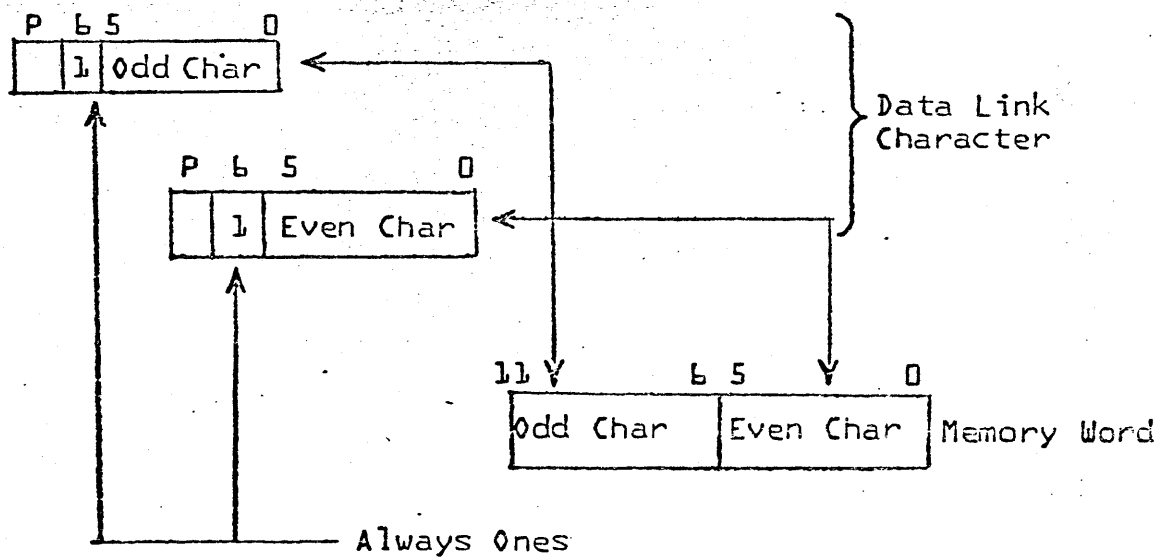 P 6 5 0
1 Odd Char
Data Link
Character
P 6 5 0
1 Even Char
11 6 5 0
Odd Char Even Char Memory Word
Always Ones